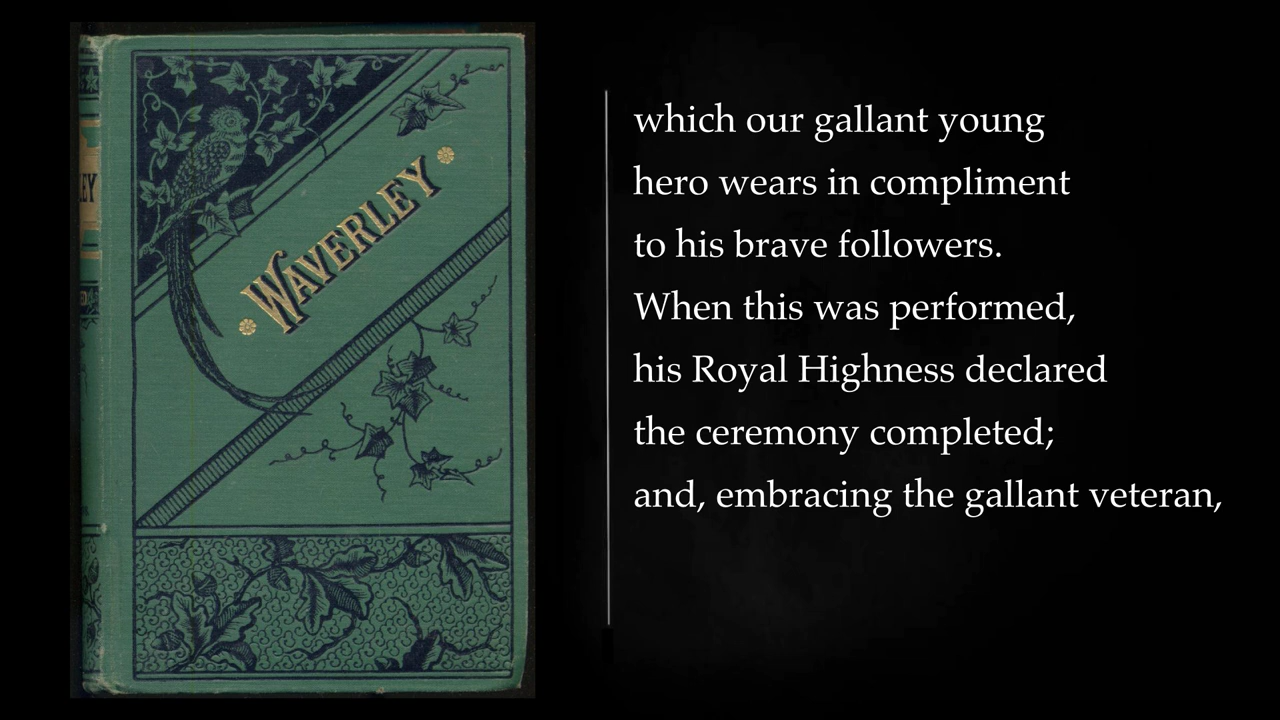 WAVERLEY
EY
which our gallant young
hero wears in compliment
to his brave followers.
When this was performed,
his Royal Highness declared
the ceremony completed;
and, embracing the gallant veteran,